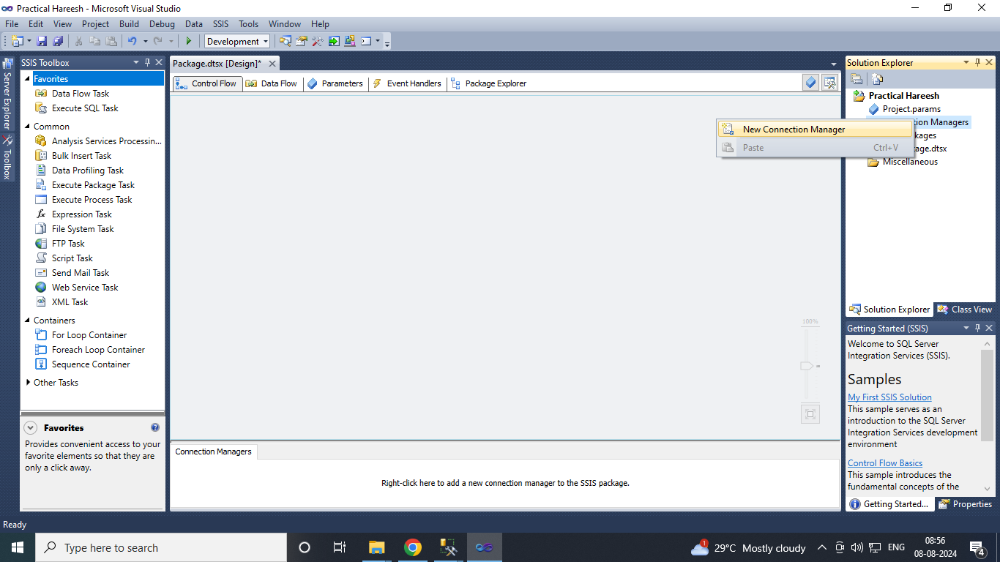 Practical Hareesh - Microsoft Visual Studio
File Edit View Project Build Debug Data SSIS Tools Window Help
Development
Server Explorer
Toolbox
SSIS Toolbox
Favorites
Data Flow Task
Execute SQL Task
Common
Analysis Services Processin...
Bulk Insert Task
Data Profiling Task
Execute Package Task
Execute Process Task
Expression Task
File System Task
FTP Task
Script Task
Send Mail Task
Web Service Task
XML Task
Containers
For Loop Container
Foreach Loop Container
Sequence Container
Other Tasks
Favorites
Provides convenient access to your
favorite elements so that they are
only a click away.
Package.dtsx [Design]*
Control Flow Data Flow Parameters Event Handlers Package Explorer
New Connection Manager
Paste Ctrl+V
100%
Connection Managers
Right-click here to add a new connection manager to the SSIS package.
Solution Explorer
Practical Hareesh
Project.params
tion Managers
kages
kage.dtsx
Miscellaneous
Solution Explorer Class View
Getting Started (SSIS)
Welcome to SQL Server
Integration Services (SSIS).
Samples
My First SSIS Solution
This sample serves as an
introduction to the SQL Server
Integration Services development
environment
Control Flow Basics
This sample introduces the
fundamental concepts of the
Getting Started... Properties
Ready
Type here to search
1
29°C Mostly cloudy
ENG
08:56
08-08-2024
4